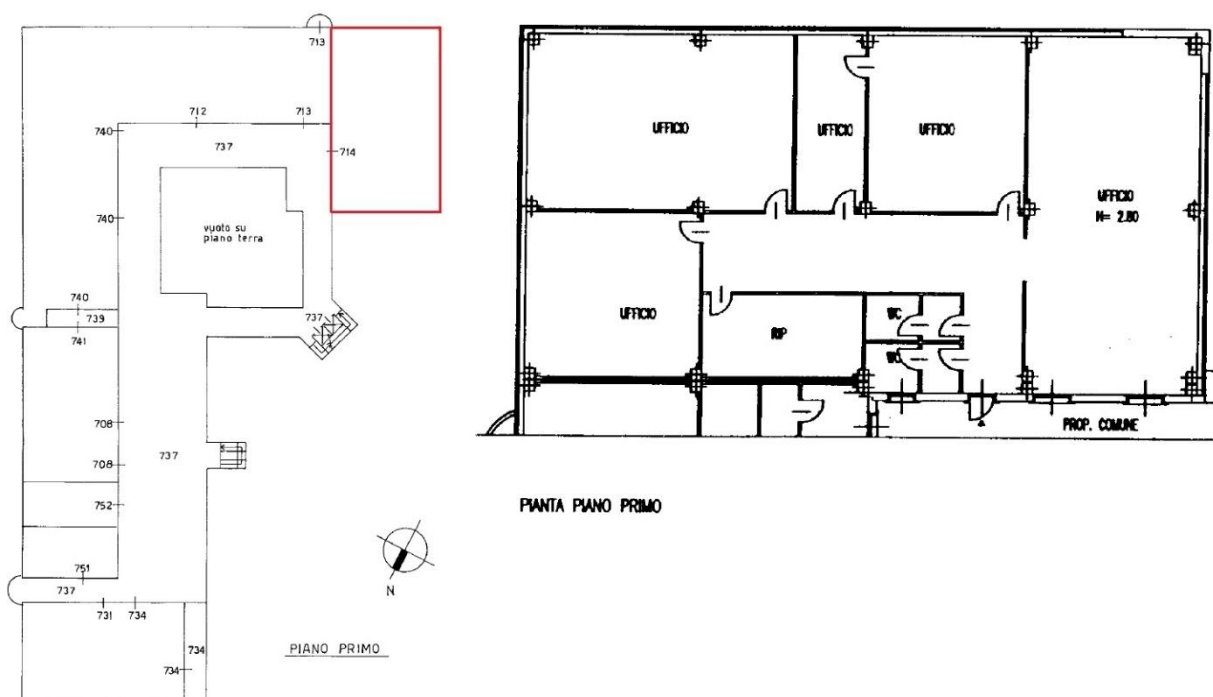 713
712
713
740
737
714
740
vuoto su
piano terra
740
739
737
741
708
737
708
752
751
737
731
734
N
734
734
PIANO PRIMO
UFFICIO
UFFICIO
UFFICIO
UFFICIO
H= 2.80
UFFICIO
RIP
WC
WC
PROP. COMUNE
PIANTA PIANO PRIMO